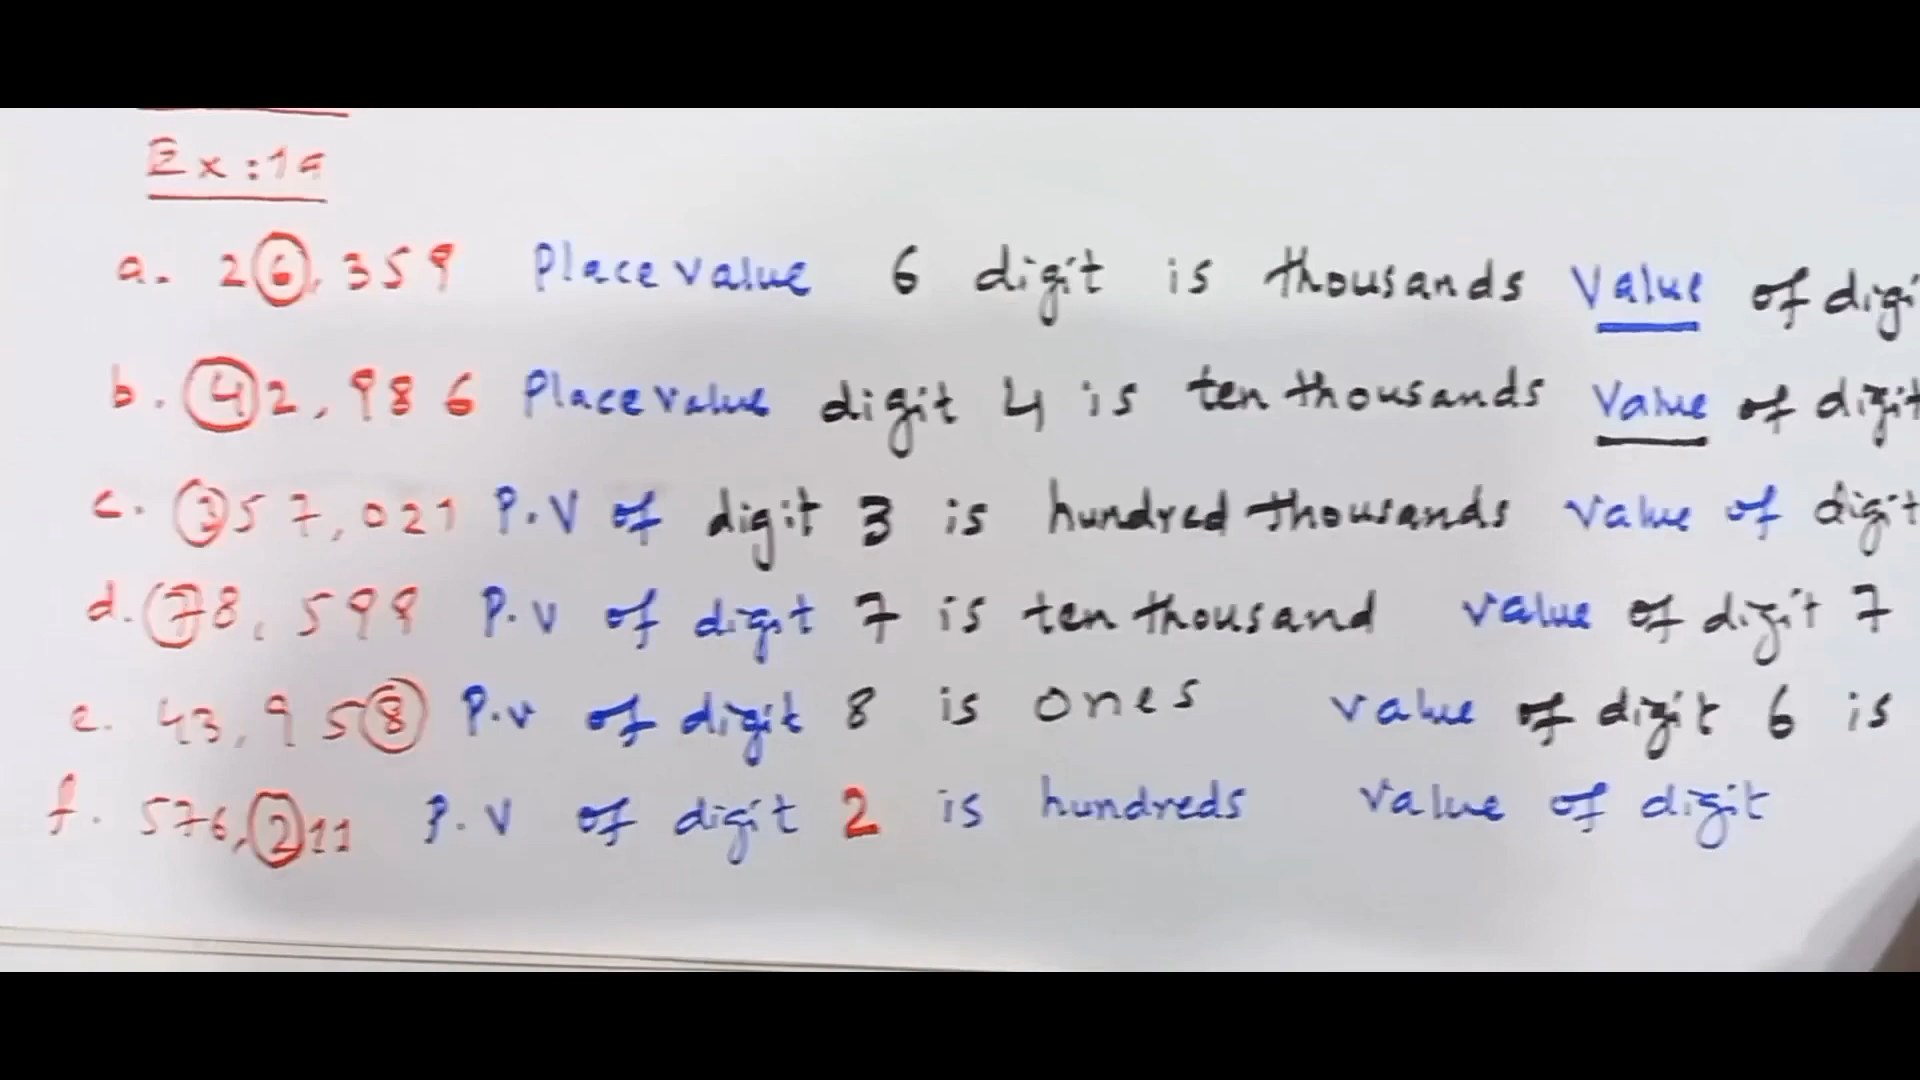 Ex:1a
a. 26,359 Place value 6 digit is thousands Value of digi
b. 42,986 Place value digit 4 is ten thousands Value of digit
c. 357,021 P.V of digit 3 is hundred thousands value of digit
d. 78,599 P.V of digit 7 is ten thousand value of digit 7
e. 43,958 P.v of digit 8 is ones value of digit 6 is
f. 576,211 P.V of digit 2 is hundreds value of digit